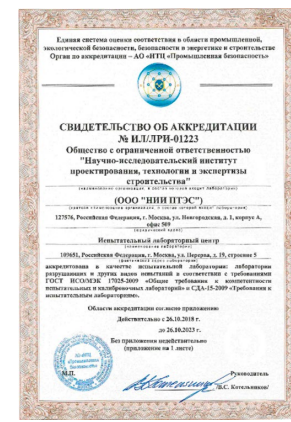 Единая система оценки соответствия в области промышленной,
экологической безопасности, безопасности в энергетике и строительстве
Орган по аккредитации – АО «НТЦ «Промышленная безопасность»
СВИДЕТЕЛЬСТВО ОБ АККРЕДИТАЦИИ
№ ИЛ/ЛРИ-01223
Общество с ограниченной ответственностью
"Научно-исследовательский институт
проектирования, технологии и экспертизы
строительства"
(ООО "НИИ ПТЭС")
127576, Российская Федерация, г. Москва, ул. Новгородская, д. 1, корпус А,
офис 509
Испытательный лабораторный центр
109651, Российская Федерация, г. Москва, ул. Перерва, д. 19, строение 5
аккредитована в качестве испытательной лаборатории: лаборатории
разрушающих и других видов испытаний в соответствии с требованиями
ГОСТ ИСО/МЭК 17025-2009 «Общие требования к компетентности
испытательных и калибровочных лабораторий» и СДА-15-2009 «Требования к
испытательным лабораториям».
Области аккредитации согласно приложению
Действительно с 26.10.2018 г.
до 26.10.2023 г.
Без приложения недействительно
(приложение на 1 листе)
М.П.
Руководитель
/В.С. Котельников/